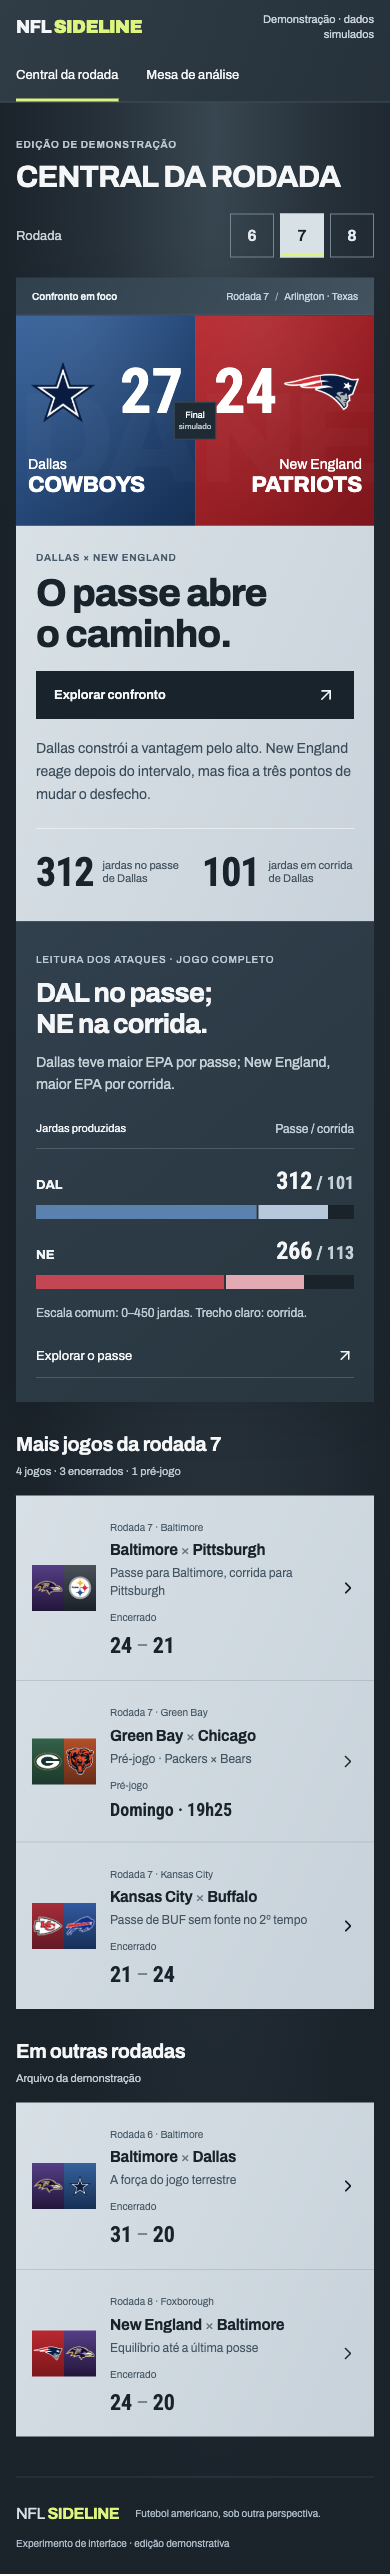 NFL SIDELINE
Demonstração · dados
simulados
Central da rodada
Mesa de análise
EDIÇÃO DE DEMONSTRAÇÃO
CENTRAL DA RODADA
Rodada
6
7
8
Confronto em foco
Rodada 7 / Arlington · Texas
27
24
Final
simulado
Dallas
COWBOYS
New England
PATRIOTS
DALLAS × NEW ENGLAND
O passe abre
o caminho.
Explorar confronto
Dallas constrói a vantagem pelo alto. New England
reage depois do intervalo, mas fica a três pontos de
mudar o desfecho.
312 jardas no passe
de Dallas
101 jardas em corrida
de Dallas
LEITURA DOS ATAQUES · JOGO COMPLETO
DAL no passe;
NE na corrida.
Dallas teve maior EPA por passe; New England,
maior EPA por corrida.
Jardas produzidas
Passe / corrida
DAL
312 / 101
NE
266 / 113
Escala comum: 0–450 jardas. Trecho claro: corrida.
Explorar o passe
Mais jogos da rodada 7
4 jogos · 3 encerrados · 1 pré-jogo
Rodada 7 · Baltimore
Baltimore × Pittsburgh
Passe para Baltimore, corrida para
Pittsburgh
Encerrado
24 – 21
Rodada 7 · Green Bay
Green Bay × Chicago
Pré-jogo · Packers × Bears
Pré-jogo
Domingo · 19h25
Rodada 7 · Kansas City
Kansas City × Buffalo
Passe de BUF sem fonte no 2º tempo
Encerrado
21 – 24
Em outras rodadas
Arquivo da demonstração
Rodada 6 · Baltimore
Baltimore × Dallas
A força do jogo terrestre
Encerrado
31 – 20
Rodada 8 · Foxborough
New England × Baltimore
Equilíbrio até a última posse
Encerrado
24 – 20
NFL SIDELINE
Futebol americano, sob outra perspectiva.
Experimento de interface · edição demonstrativa